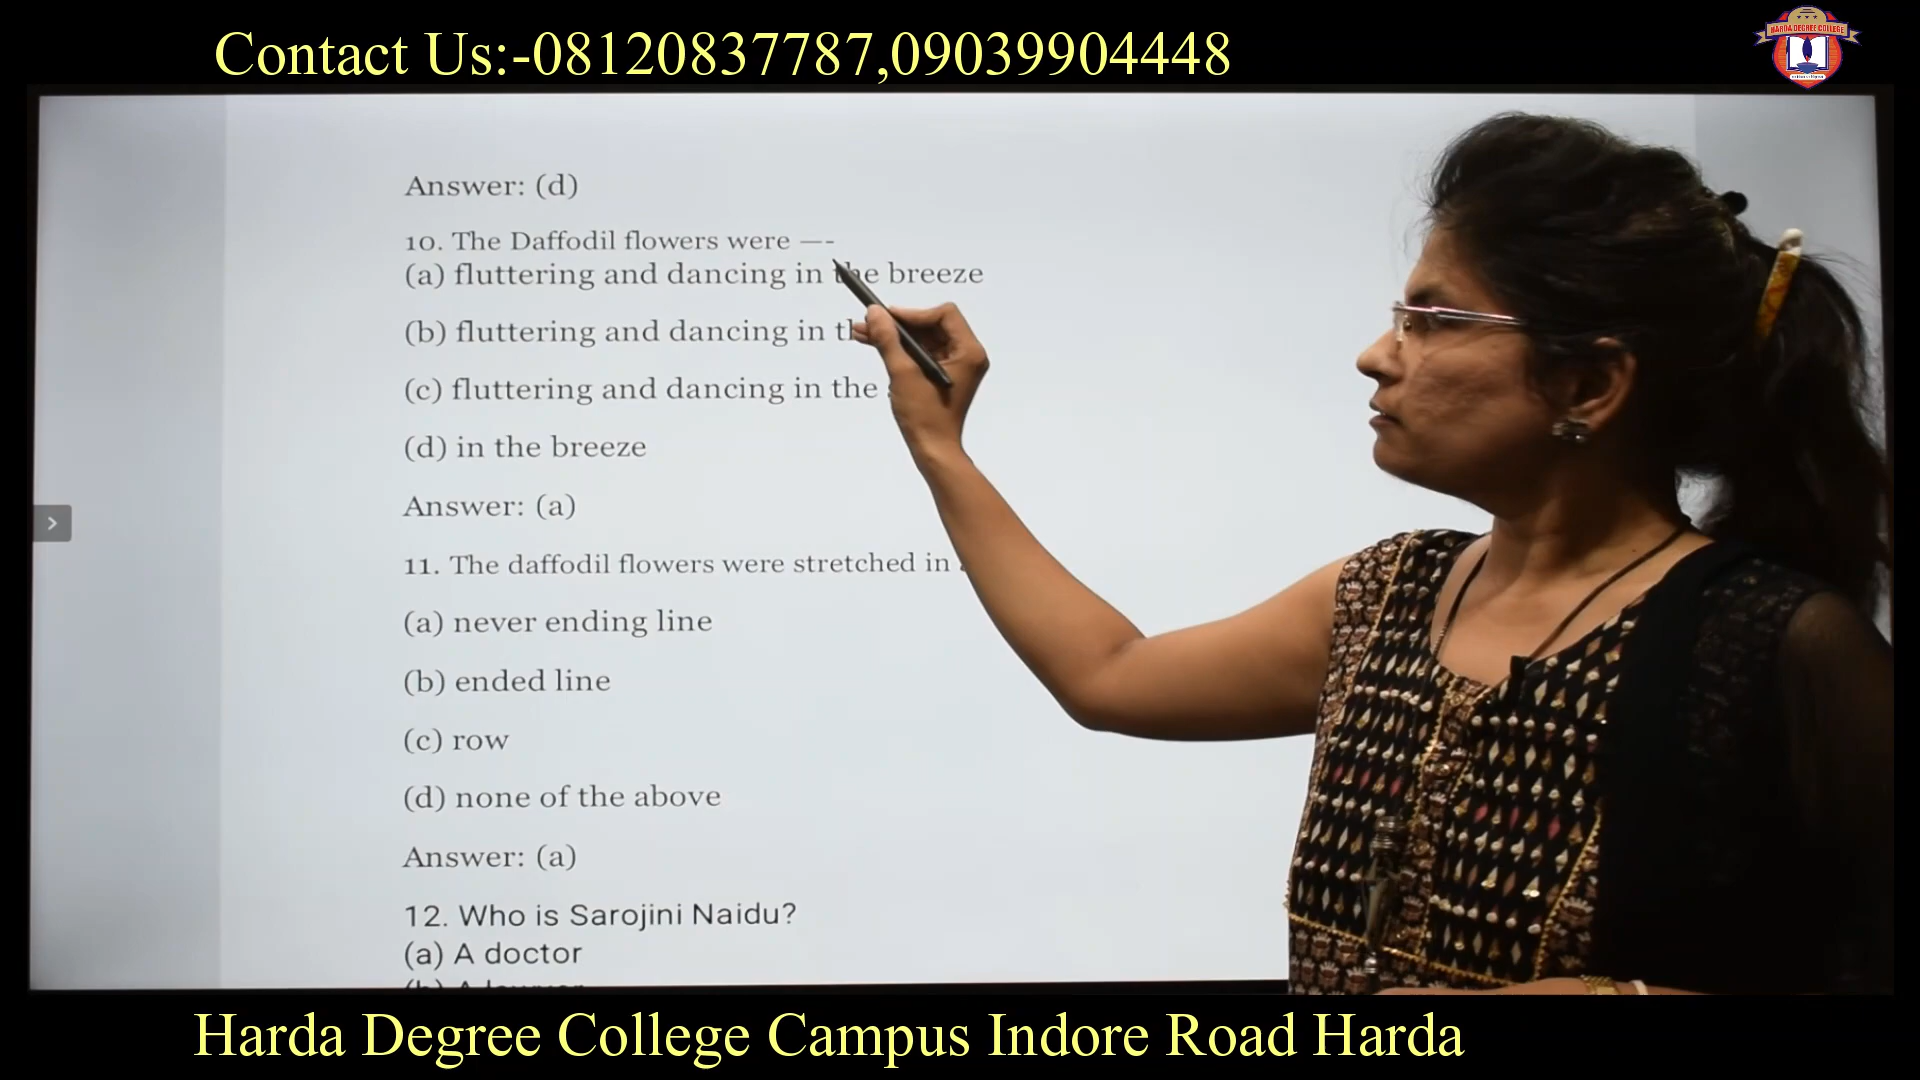 Contact Us:-08120837787,09039904448
HARDA DEGREE COLLEGE
Answer: (d)
10. The Daffodil flowers were —-
(a) fluttering and dancing in the breeze
(b) fluttering and dancing in
(c) fluttering and dancing in the
(d) in the breeze
Answer: (a)
11. The daffodil flowers were stretched in
(a) never ending line
(b) ended line
(c) row
(d) none of the above
Answer: (a)
12. Who is Sarojini Naidu?
(a) A doctor
Harda Degree College Campus Indore Road Harda